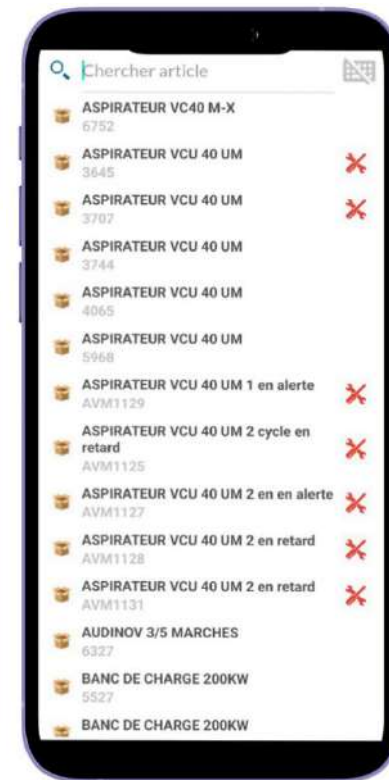 Chercher article
ASPIRATEUR VC40 M-X
6752
ASPIRATEUR VCU 40 UM
3645
ASPIRATEUR VCU 40 UM
3707
ASPIRATEUR VCU 40 UM
3744
ASPIRATEUR VCU 40 UM
4065
ASPIRATEUR VCU 40 UM
5968
ASPIRATEUR VCU 40 UM 1 en alerte
AVM1129
ASPIRATEUR VCU 40 UM 2 cycle en
retard
AVM1125
ASPIRATEUR VCU 40 UM 2 en en alerte
AVM1127
ASPIRATEUR VCU 40 UM 2 en retard
AVM1128
ASPIRATEUR VCU 40 UM 2 en retard
AVM1131
AUDINOV 3/5 MARCHES
6327
BANC DE CHARGE 200KW
5527
BANC DE CHARGE 200KW